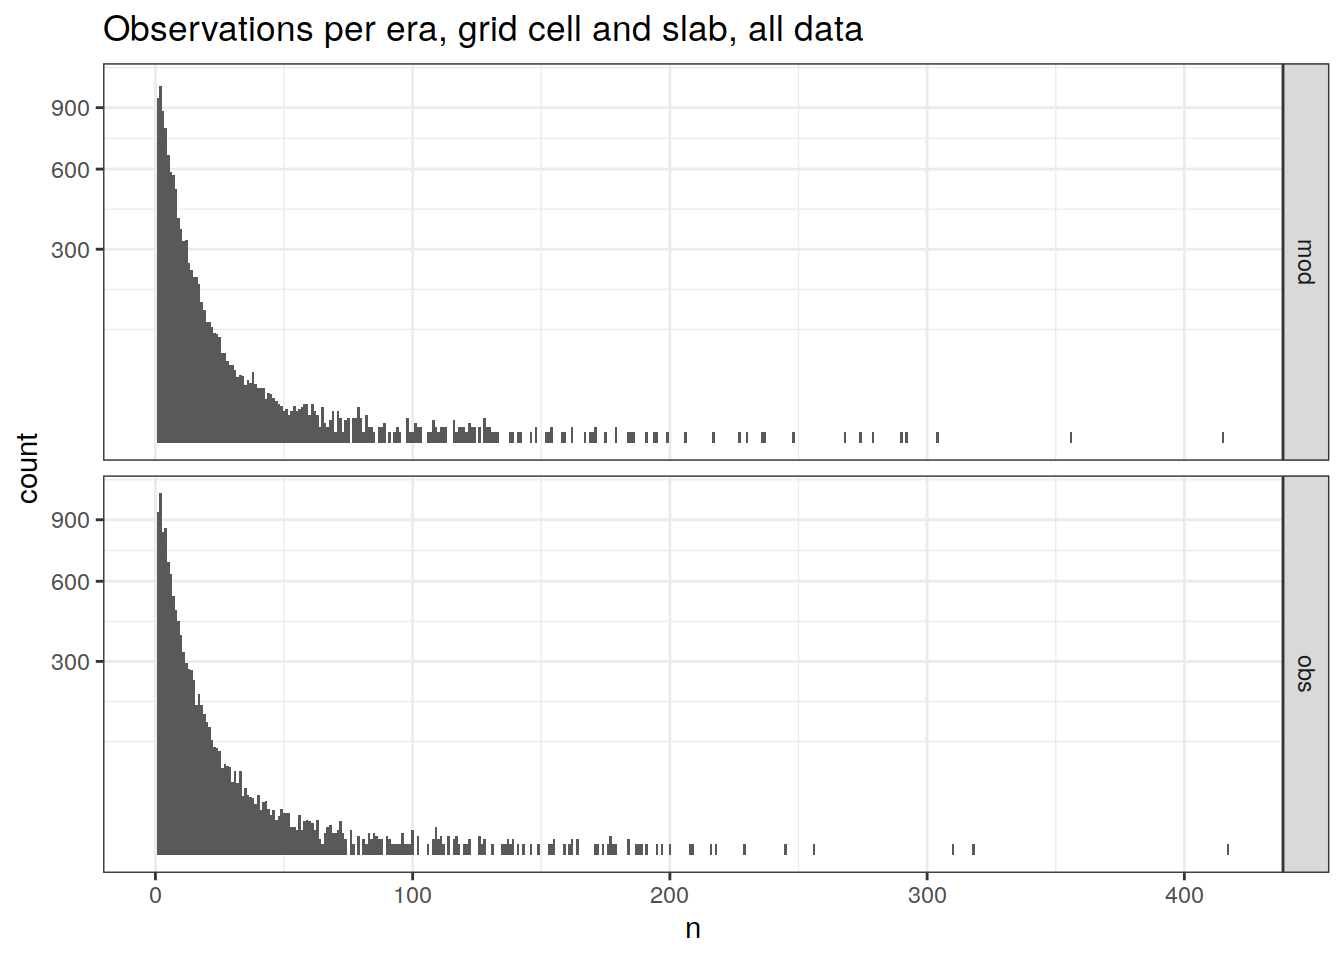 Observations per era, grid cell and slab, all data
900
600
300
mod
count
900
600
300
obs
0 100 200 300 400
n